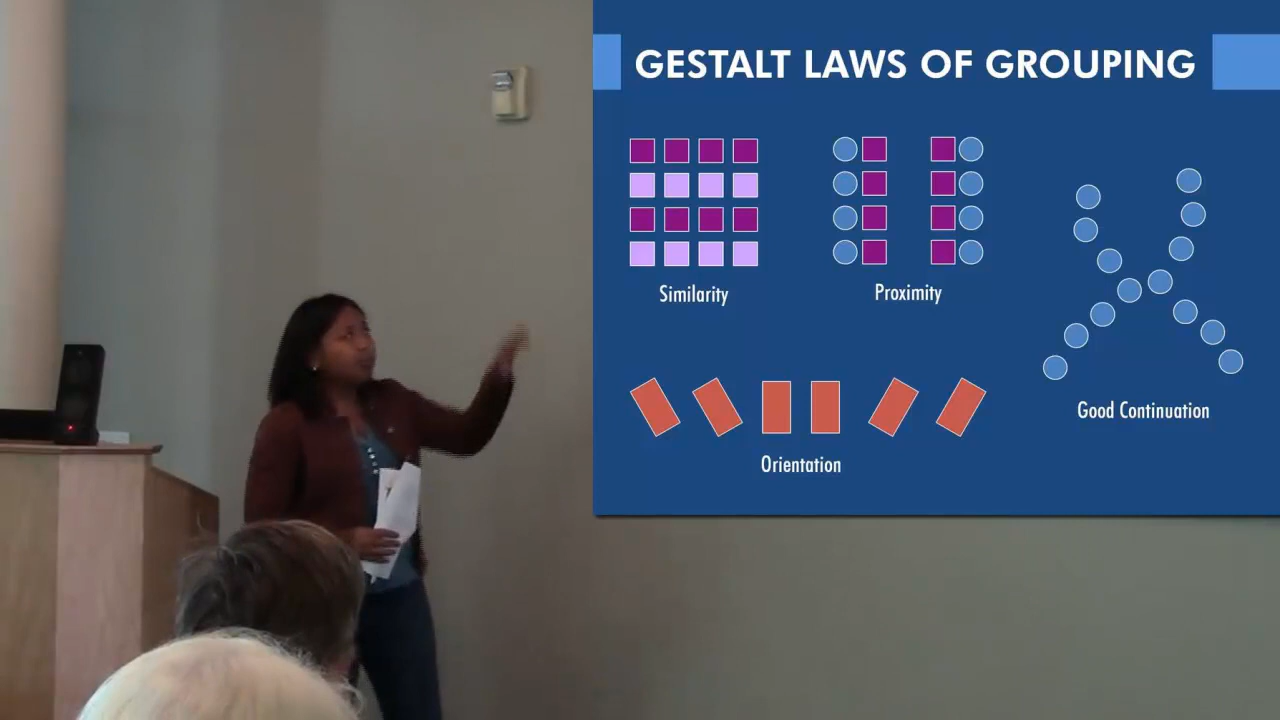 GESTALT LAWS OF GROUPING
Similarity
Proximity
Good Continuation
Orientation